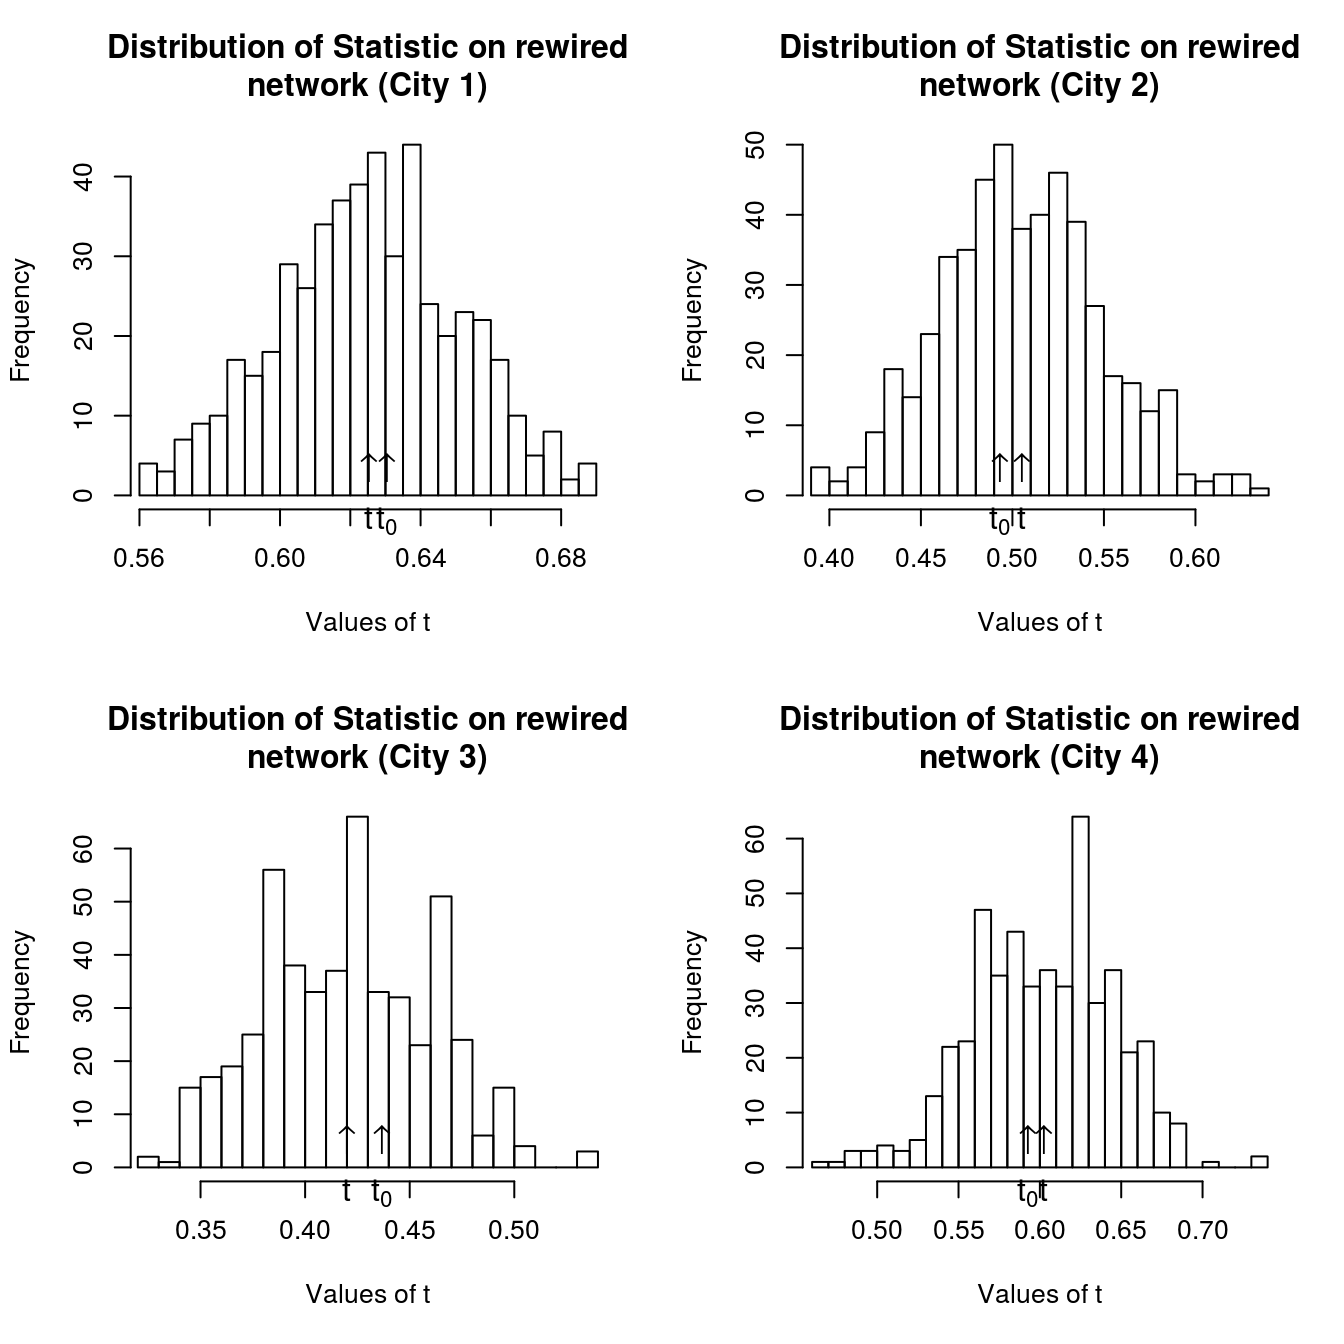 Distribution of Statistic on rewired
network (City 1)
Frequency
0 10 20 30 40
t t₀
0.56 0.60 0.64 0.68
Values of t
Distribution of Statistic on rewired
network (City 2)
Frequency
0 10 20 30 40 50
t₀ t
0.40 0.45 0.50 0.55 0.60
Values of t
Distribution of Statistic on rewired
network (City 3)
Frequency
0 10 20 30 40 50 60
t t₀
0.35 0.40 0.45 0.50
Values of t
Distribution of Statistic on rewired
network (City 4)
Frequency
0 10 20 30 40 50 60
t₀ t
0.50 0.55 0.60 0.65 0.70
Values of t